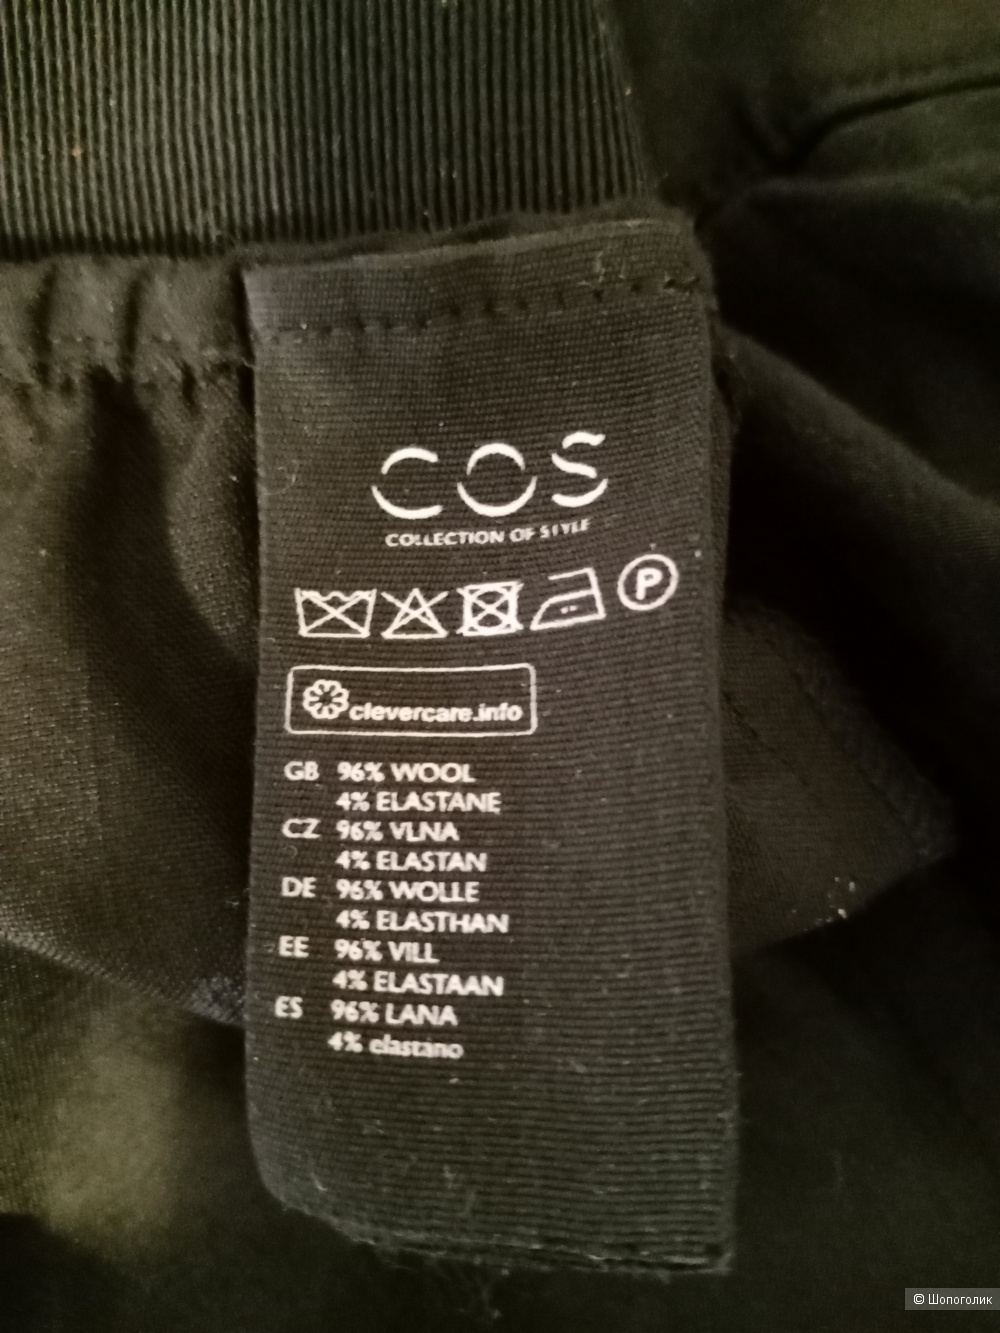 COS
COLLECTION OF STYLE
P
clevercare.info
GB 96% WOOL
4% ELASTANE
CZ 96% VLNA
4% ELASTAN
DE 96% WOLLE
4% ELASTHAN
EE 96% VILL
4% ELASTAAN
ES 96% LANA
4% elastano
© Шопоголик